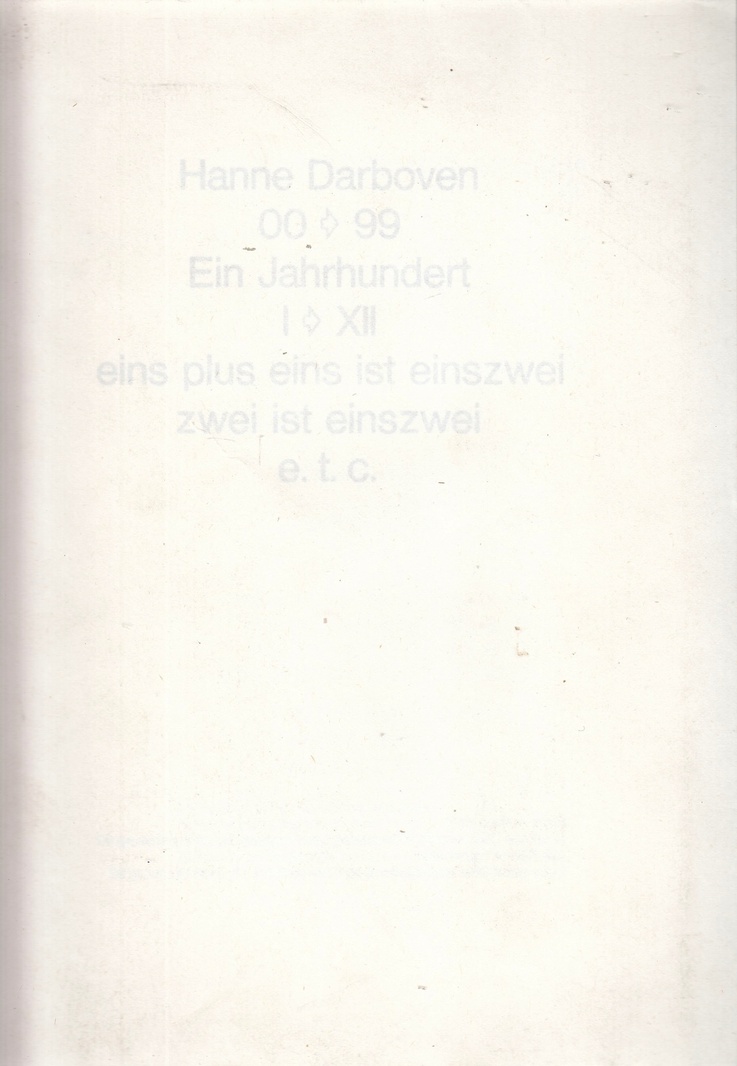 Hanne Darboven
00 ➩ 99
Ein Jahrhundert
I ➩ XII
eins plus eins ist einszwei
zwei ist einszwei
e. t. c.